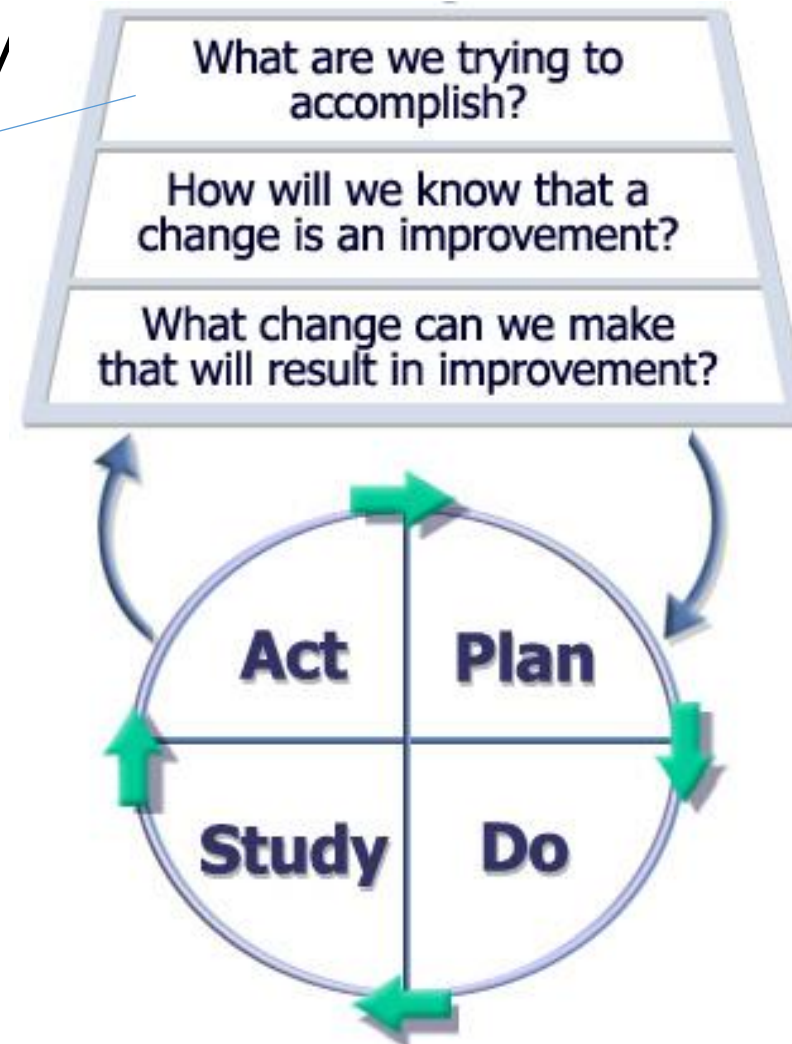 What are we trying to
accomplish?
How will we know that a
change is an improvement?
What change can we make
that will result in improvement?
Act
Plan
Study
Do